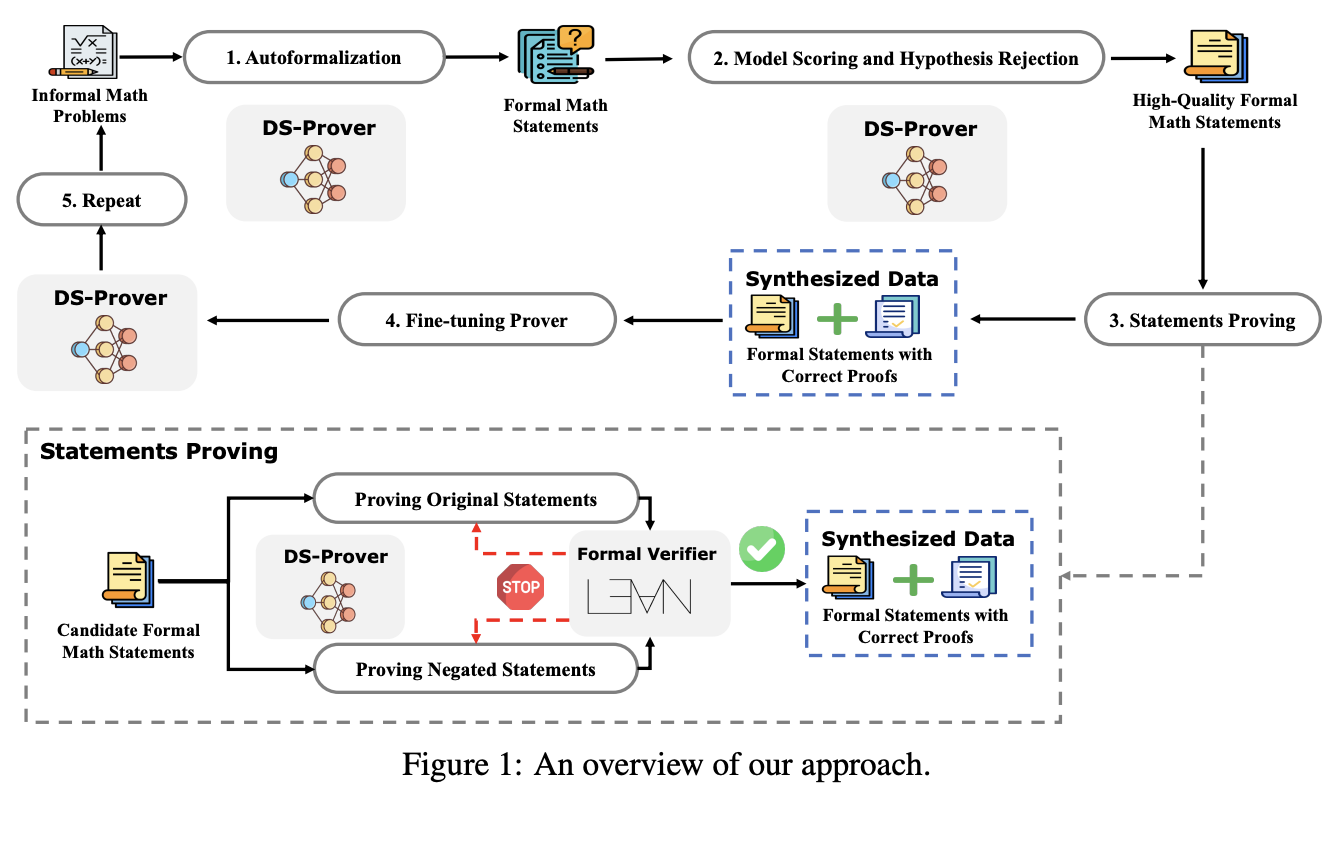 √x
(x+y)=
Informal Math
Problems
1. Autoformalization
?
Formal Math
Statements
2. Model Scoring and Hypothesis Rejection
High-Quality Formal
Math Statements
DS-Prover
DS-Prover
5. Repeat
DS-Prover
4. Fine-tuning Prover
Synthesized Data
Formal Statements with
Correct Proofs
3. Statements Proving
Statements Proving
Candidate Formal
Math Statements
Proving Original Statements
DS-Prover
STOP
Formal Verifier
L∃∀N
Proving Negated Statements
Synthesized Data
Formal Statements with
Correct Proofs
Figure 1: An overview of our approach.